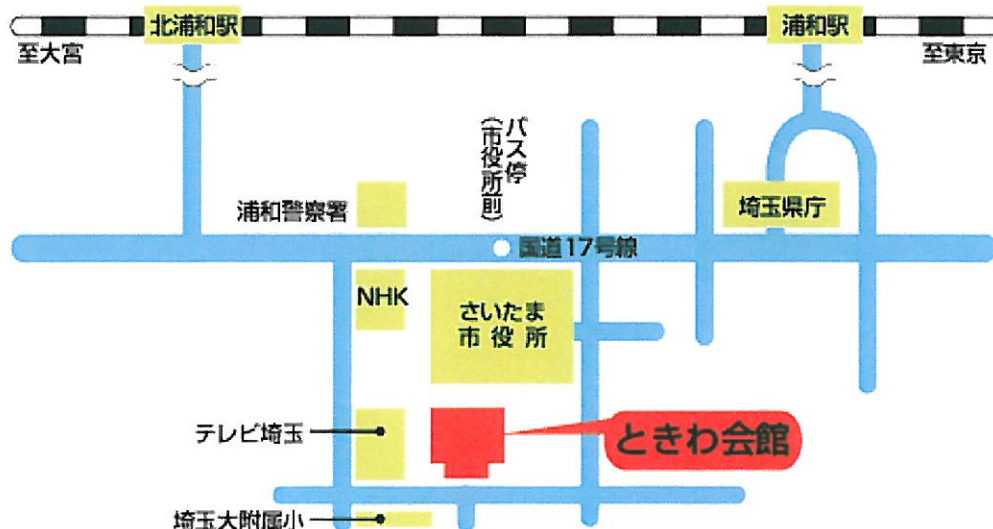 北浦和駅
浦和駅
至大宮
至東京
バス停
(市役所前)
浦和警察署
埼玉県庁
国道17号線
NHK
さいたま
市役所
テレビ埼玉
ときわ会館
埼玉大附属小